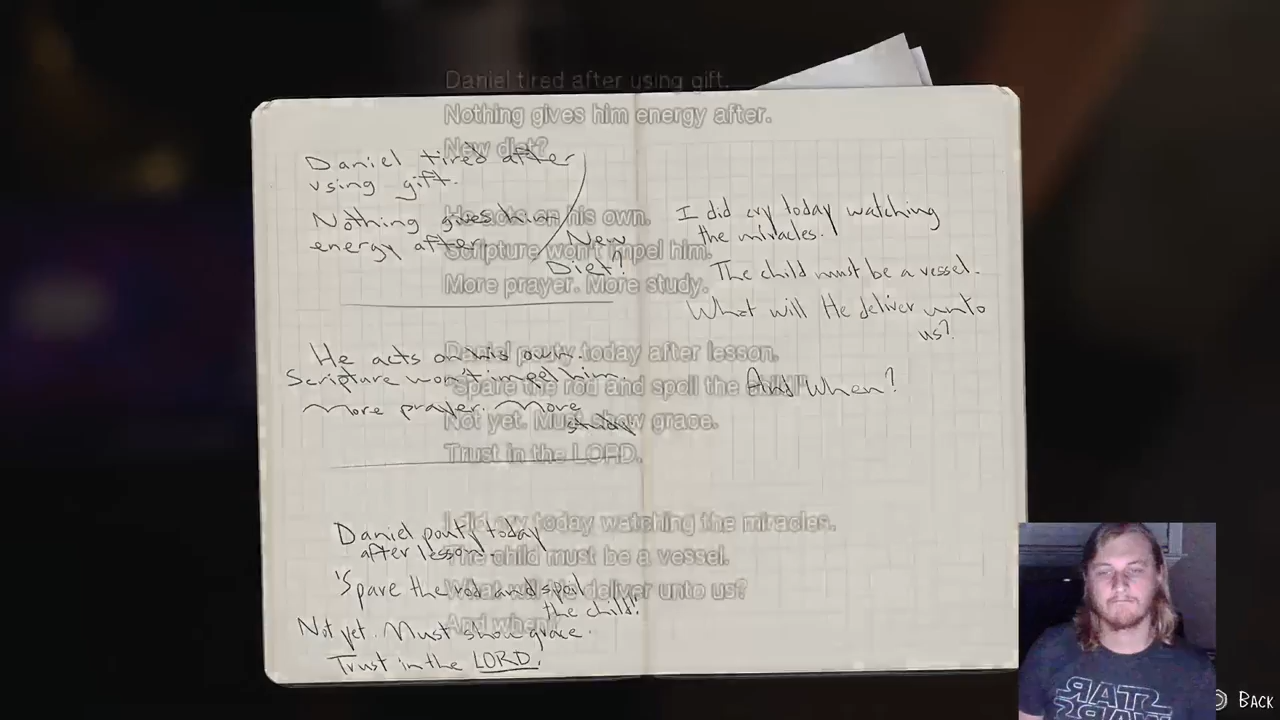 Daniel tired after using gift.
Nothing gives him energy after.
New diet?
He acts on his own.
Scripture won't impel him.
More prayer. More study.
Daniel pouty today after lesson.
"Spare the rod and spoil the child!"
Not yet. Must show grace.
Trust in the LORD.
I did cry today watching the miracles.
The child must be a vessel.
What will He deliver unto us?
And when?
Daniel tired after
using gift.
Nothing gives him
energy after.
New
Diet?
He acts on his own.
Scripture won't impel him.
More prayer. More
study
Daniel pouty today
after lesson.
'Spare the rod and spoil
the child!'
Not yet. Must show grace.
Trust in the LORD.
I did cry today watching
the miracles.
The child must be a vessel.
What will He deliver unto
us?
And when?
STAR
WARS
BACK